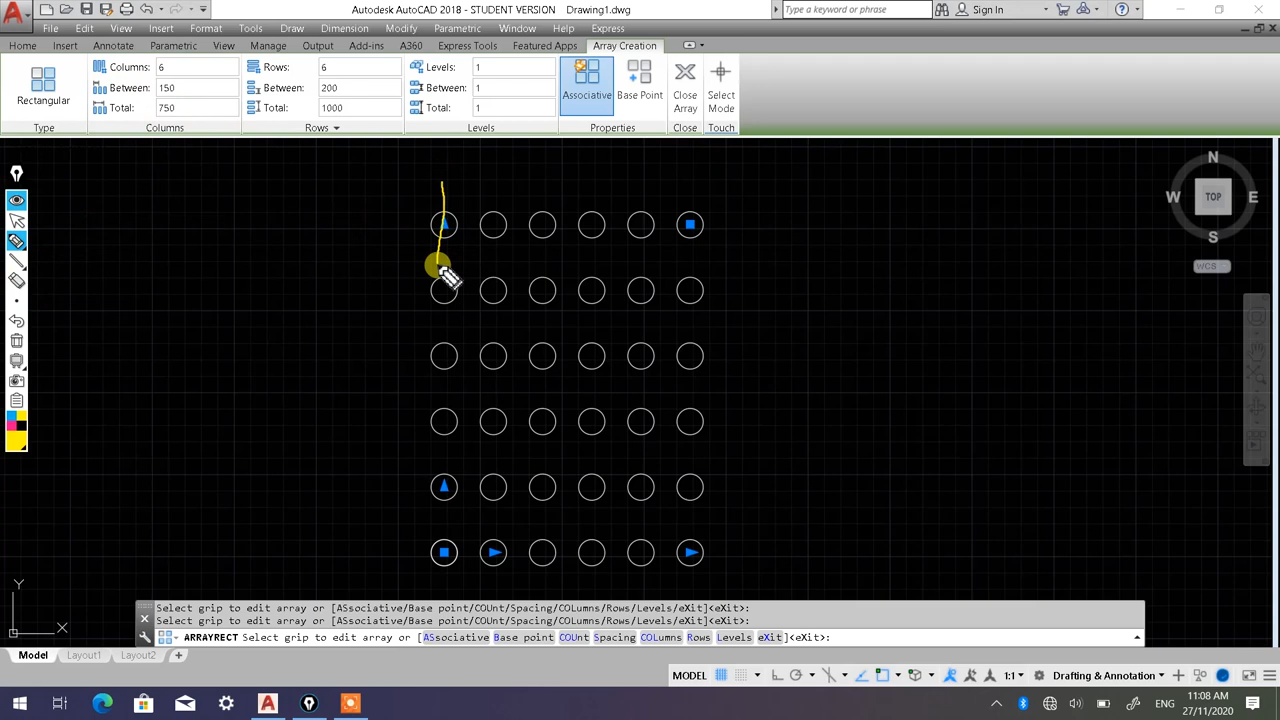 Autodesk AutoCAD 2018 - STUDENT VERSION Drawing1.dwg
Type a keyword or phrase
Sign In
File Edit View Insert Format Tools Draw Dimension Modify Parametric Window Help Express
Home Insert Annotate Parametric View Manage Output Add-ins A360 Express Tools Featured Apps Array Creation
Columns: 6 Rows: 6 Levels: 1
Between: 150 Between: 200 Between: 1
Total: 750 Total: 1000 Total: 1
Rectangular
Associative
Base Point
Close Array
Select Mode
Type Columns Rows Levels Properties Close Touch
N
W TOP E
S
WCS
Y
X
Select grip to edit array or [ASsociative/Base point/COUnt/Spacing/COLumns/Rows/Levels/eXit]<eXit>:
Select grip to edit array or [ASsociative/Base point/COUnt/Spacing/COLumns/Rows/Levels/eXit]<eXit>:
ARRAYRECT Select grip to edit array or [ASsociative Base point COUnt Spacing COLumns Rows Levels eXit]<eXit>:
Model Layout1 Layout2 +
MODEL 1:1 Drafting & Annotation
ENG
11:08 AM
27/11/2020